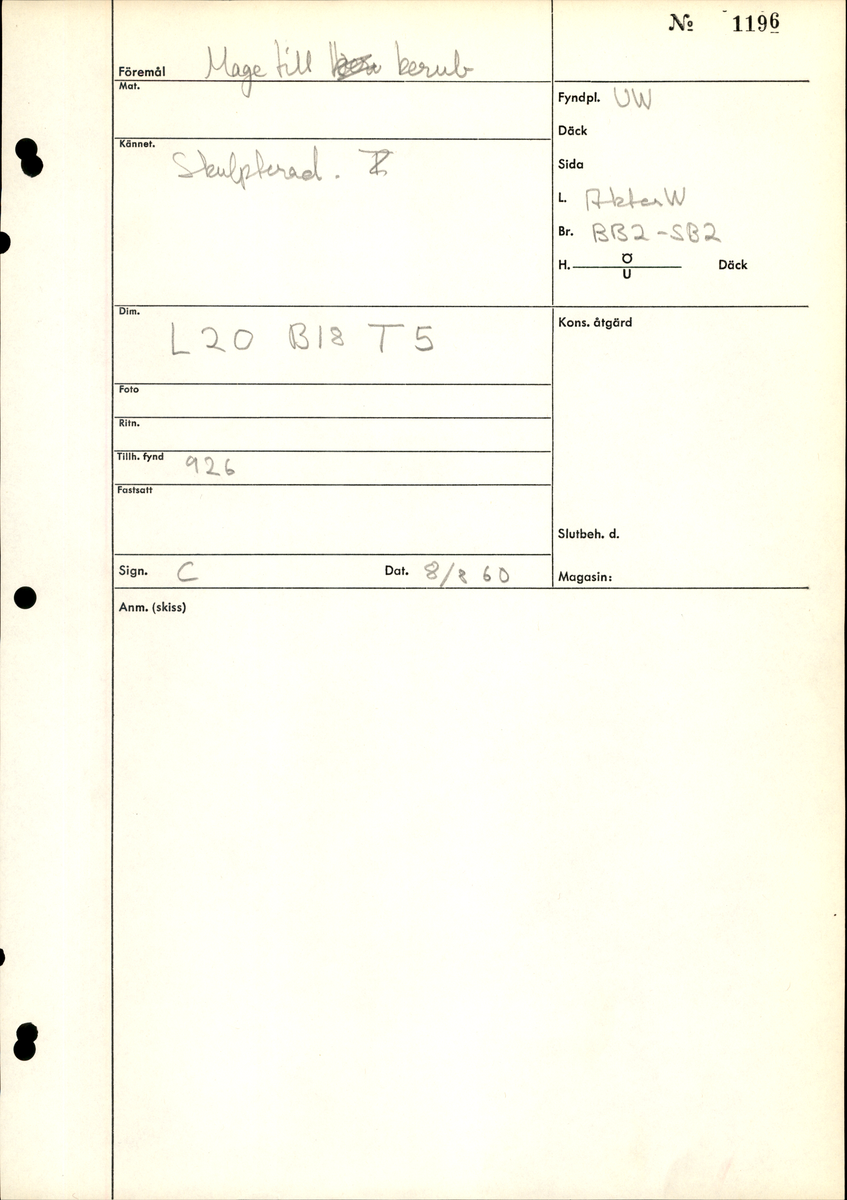 № 1196
Föremål Mage till kerub
Mat.
Fyndpl. UW
Däck
Kännet.
Skulpterad.
Sida
L. Akter W
Br. BB2-SB2
H. Ö
U
Däck
Dim.
L20 B18 T5
Kons. åtgärd
Foto
Ritn.
Tillh. fynd 926
Fastsatt
Slutbeh. d.
Sign. C
Dat. 8/8 60
Magasin:
Anm. (skiss)